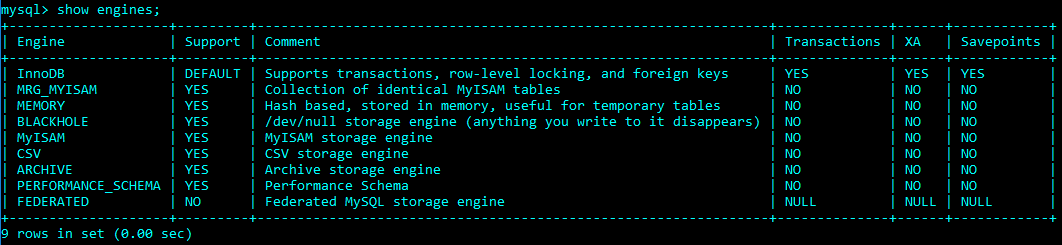 mysql> show engines;
+--------------------+---------+----------------------------------------------------------------+--------------+------+------------+
| Engine             | Support | Comment                                                        | Transactions | XA   | Savepoints |
+--------------------+---------+----------------------------------------------------------------+--------------+------+------------+
| InnoDB             | DEFAULT | Supports transactions, row-level locking, and foreign keys     | YES          | YES  | YES        |
| MRG_MYISAM         | YES     | Collection of identical MyISAM tables                          | NO           | NO   | NO         |
| MEMORY             | YES     | Hash based, stored in memory, useful for temporary tables      | NO           | NO   | NO         |
| BLACKHOLE          | YES     | /dev/null storage engine (anything you write to it disappears) | NO           | NO   | NO         |
| MyISAM             | YES     | MyISAM storage engine                                          | NO           | NO   | NO         |
| CSV                | YES     | CSV storage engine                                             | NO           | NO   | NO         |
| ARCHIVE            | YES     | Archive storage engine                                         | NO           | NO   | NO         |
| PERFORMANCE_SCHEMA | YES     | Performance Schema                                             | NO           | NO   | NO         |
| FEDERATED          | NO      | Federated MySQL storage engine                                 | NULL         | NULL | NULL       |
+--------------------+---------+----------------------------------------------------------------+--------------+------+------------+
9 rows in set (0.00 sec)